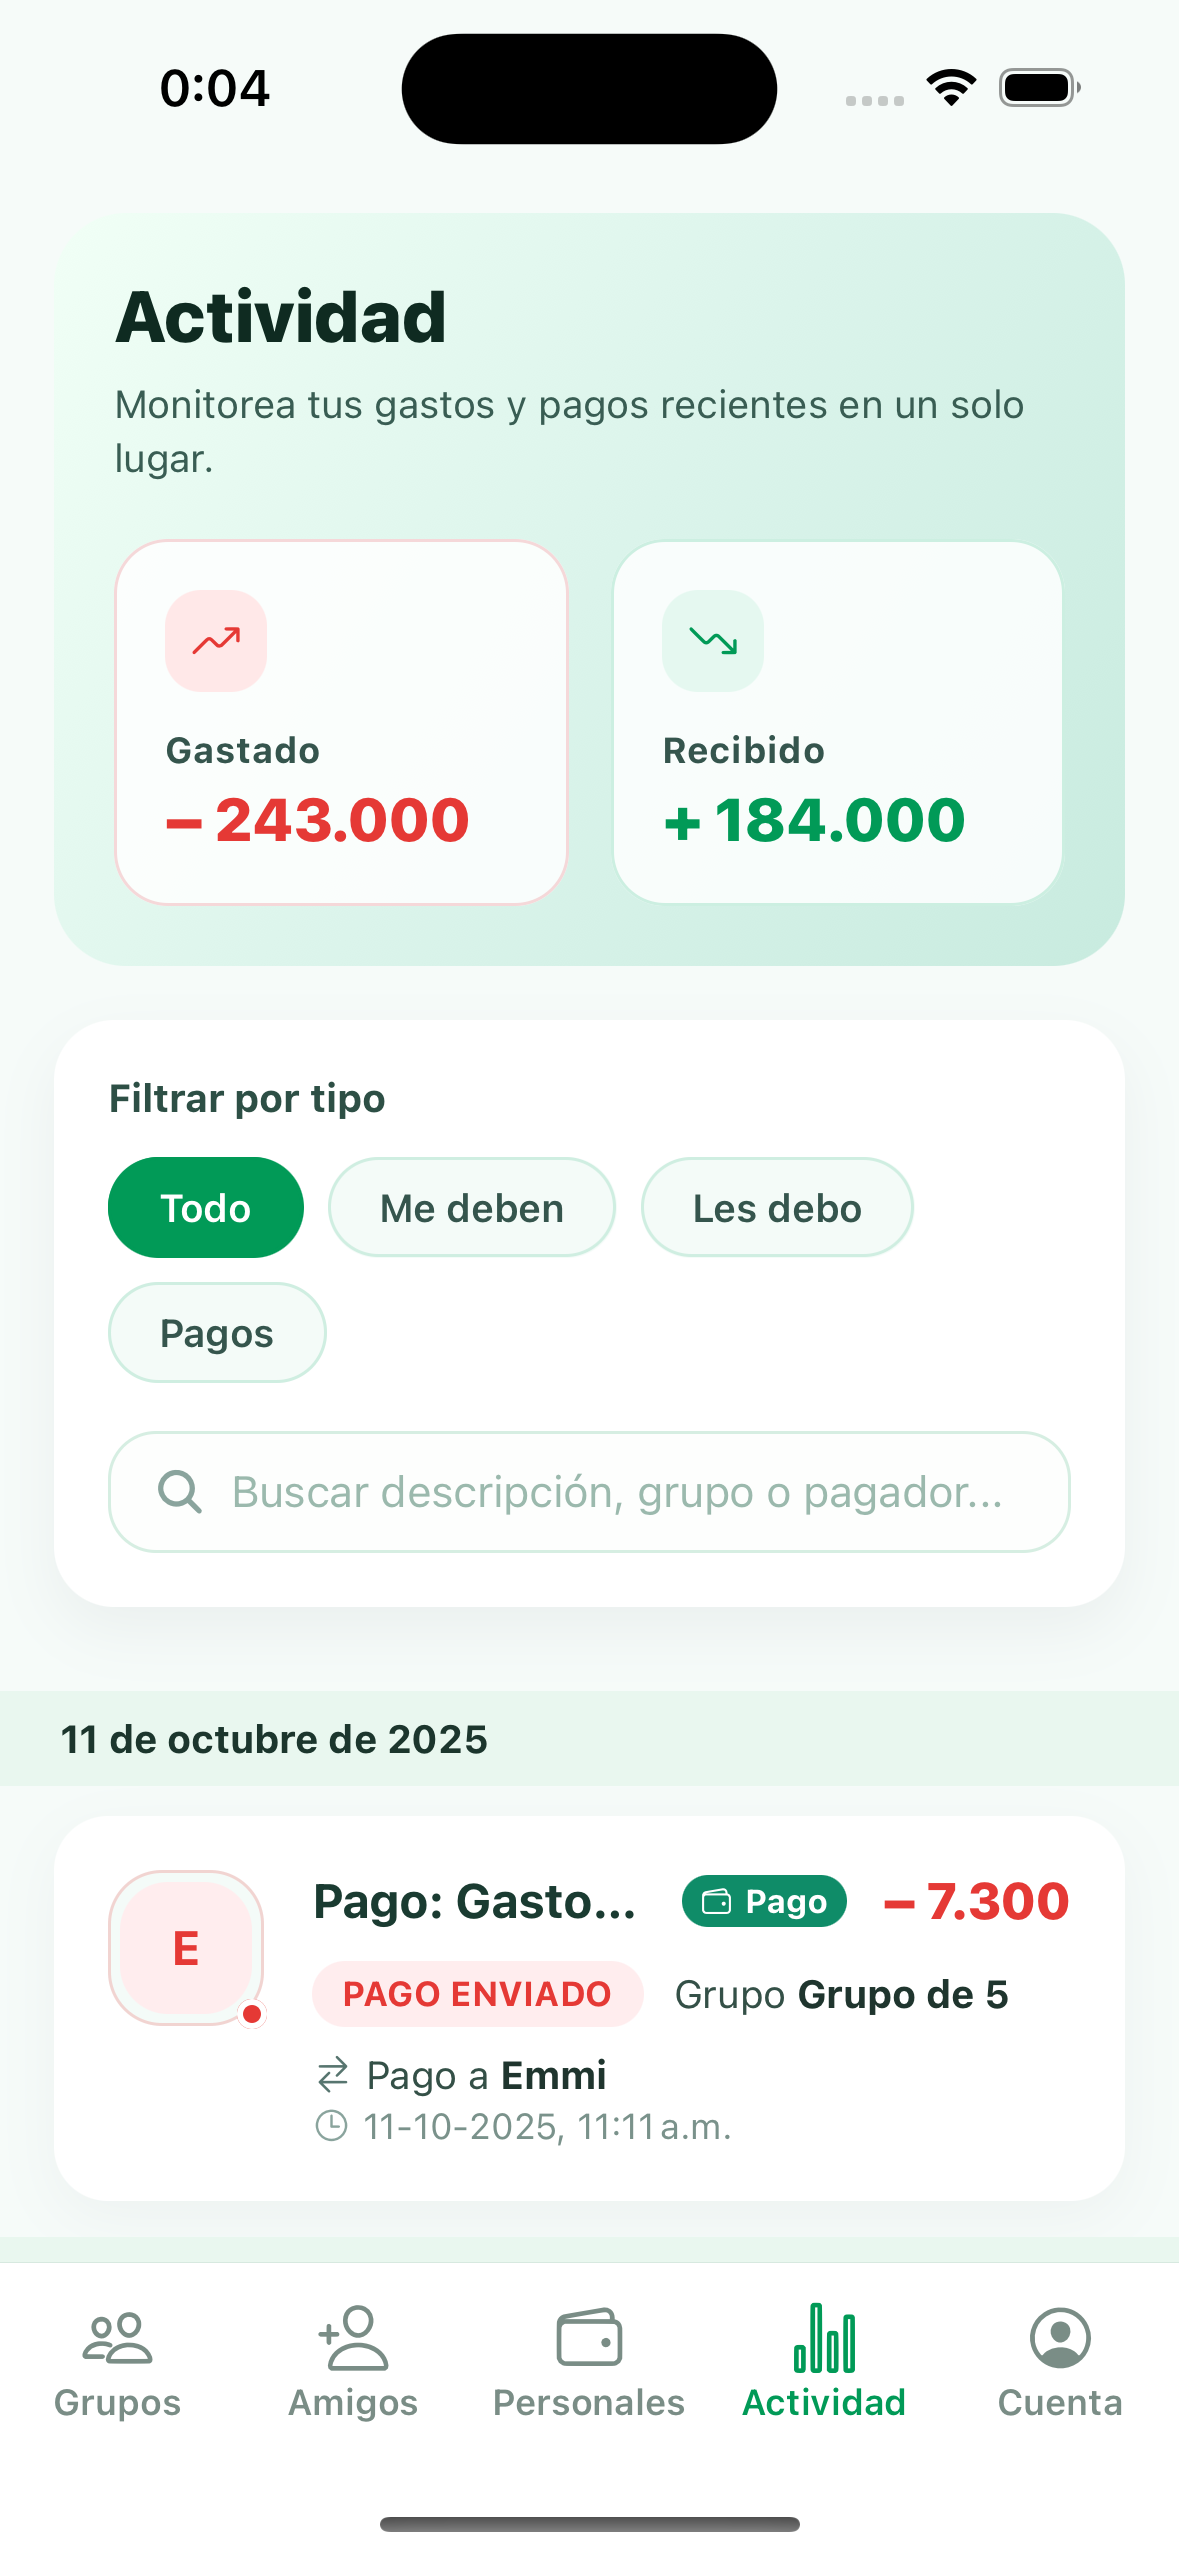 0:04
Actividad
Monitorea tus gastos y pagos recientes en un solo
lugar.
Gastado
– 243.000
Recibido
+ 184.000
Filtrar por tipo
Todo
Me deben
Les debo
Pagos
Buscar descripción, grupo o pagador...
11 de octubre de 2025
E
Pago: Gasto...
Pago
– 7.300
PAGO ENVIADO
Grupo Grupo de 5
Pago a Emmi
11-10-2025, 11:11 a.m.
Grupos
Amigos
Personales
Actividad
Cuenta